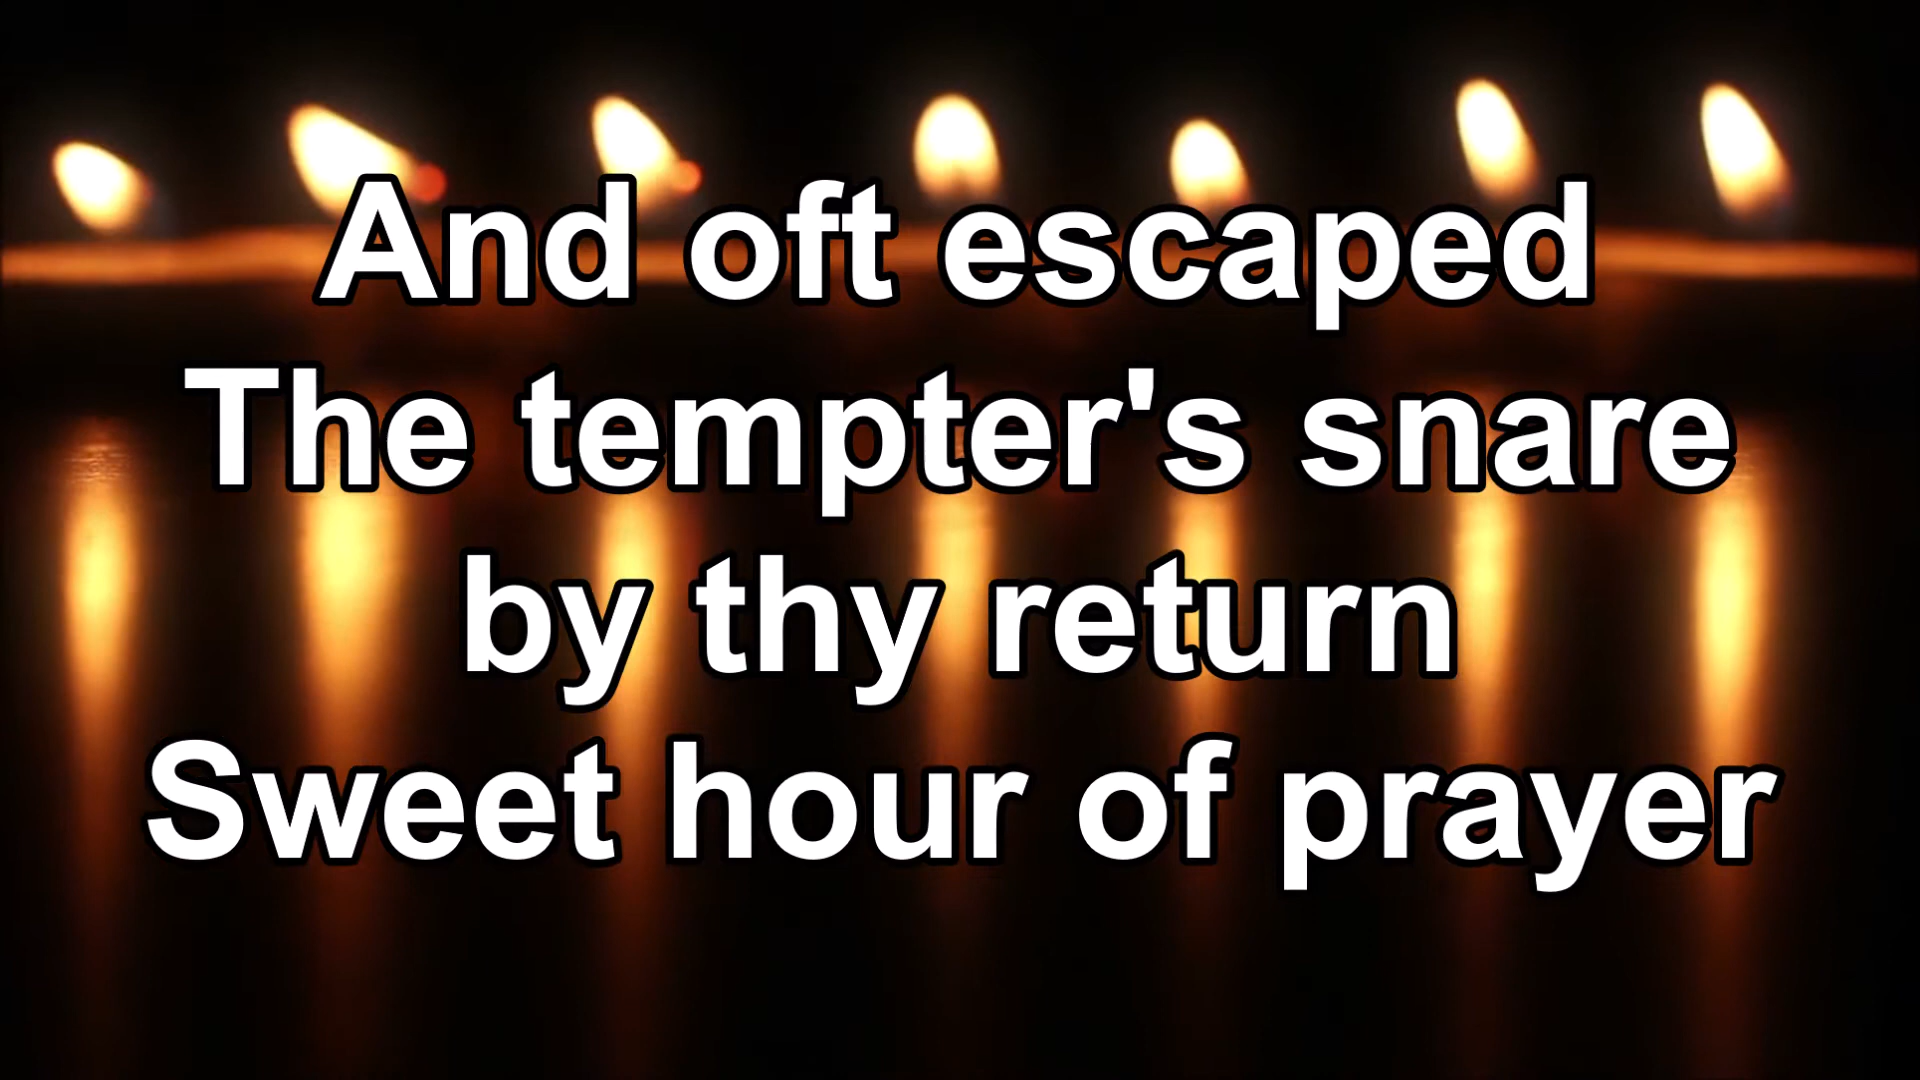 And oft escaped
The tempter's snare
by thy return
Sweet hour of prayer